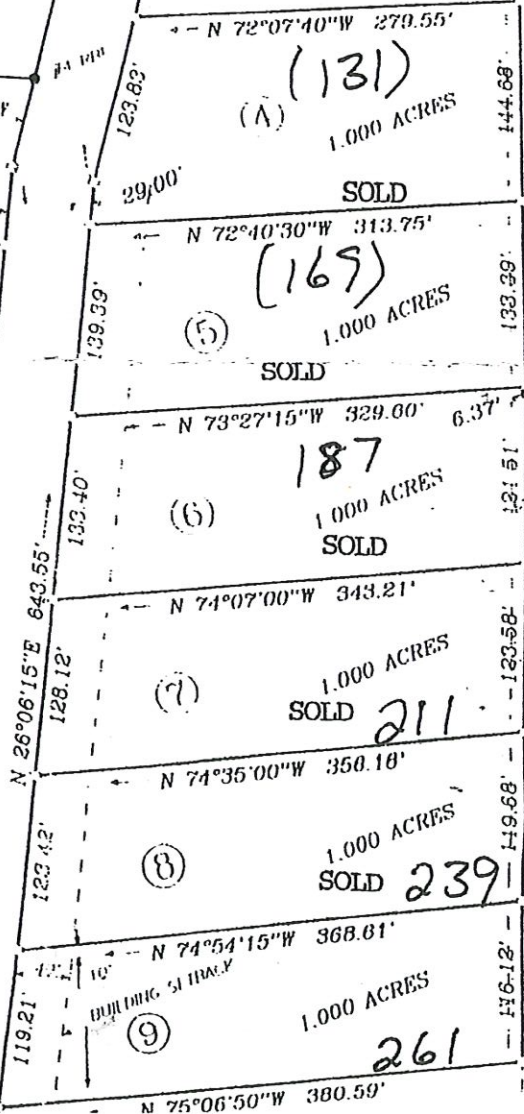 N 72°07'40"W 279.55'
#4 RBR
123.83'
(131)
(A)
1.000 ACRES
144.68'
29.00'
SOLD
N 72°40'30"W 313.75'
139.39'
(169)
(5)
1.000 ACRES
133.39'
SOLD
N 73°27'15"W 329.60'
6.37'
133.40'
187
(6)
1.000 ACRES
SOLD
N 26°06'15"E 643.55'
N 74°07'00"W 343.21'
128.12'
(7)
1.000 ACRES
123.58'
SOLD
211
N 74°35'00"W 356.18'
123.42'
(8)
1.000 ACRES
119.68'
SOLD
239
N 74°54'15"W 368.61'
10'
BUILDING SETBACK
119.21'
(9)
1.000 ACRES
116.12'
261
N 75°06'50"W 380.59'